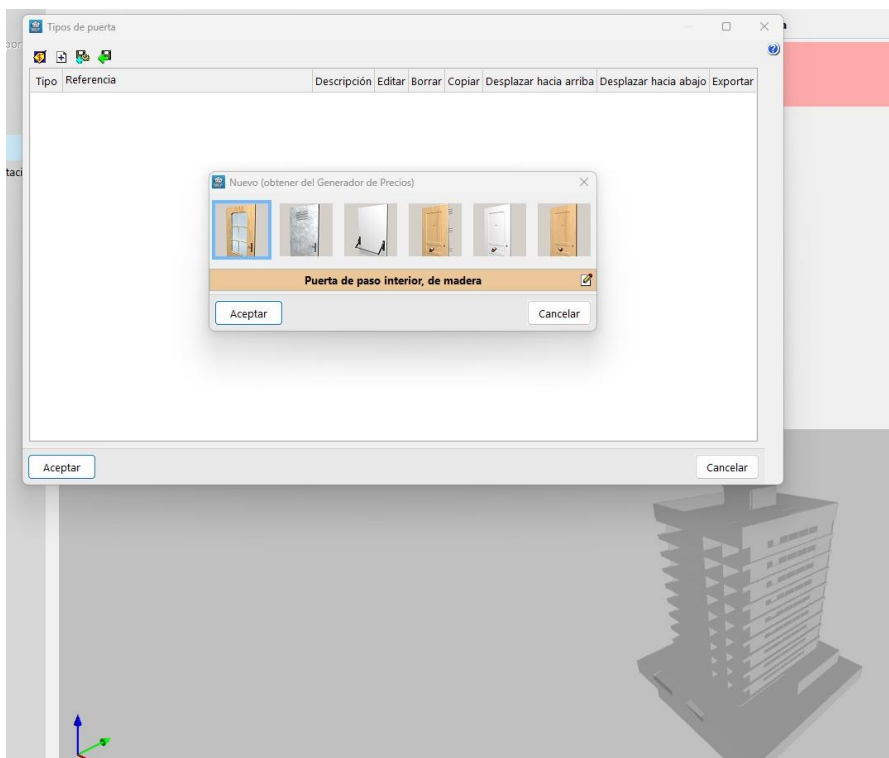 Tipos de puerta
Tipo Referencia Descripción Editar Borrar Copiar Desplazar hacia arriba Desplazar hacia abajo Exportar
Nuevo (obtener del Generador de Precios)
Puerta de paso interior, de madera
Aceptar Cancelar
Aceptar Cancelar